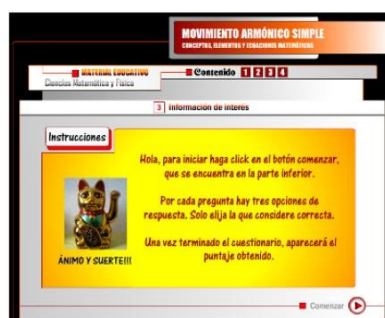 MOVIMIENTO ARMÓNICO SIMPLE
CONCEPTOS, ELEMENTOS Y ECUACIONES MATEMÁTICAS
MATERIAL EDUCATIVO
Ciencias Matemática y Física
Contenido 1 2 3 4
3 Información de interés
Instrucciones
Hola, para iniciar haga click en el botón comenzar,
que se encuentra en la parte inferior.
Por cada pregunta hay tres opciones de
respuesta. Solo elija la que considere correcta.
Una vez terminado el cuestionario, aparecerá el
puntaje obtenido.
ÁNIMO Y SUERTE!!!
Comenzar